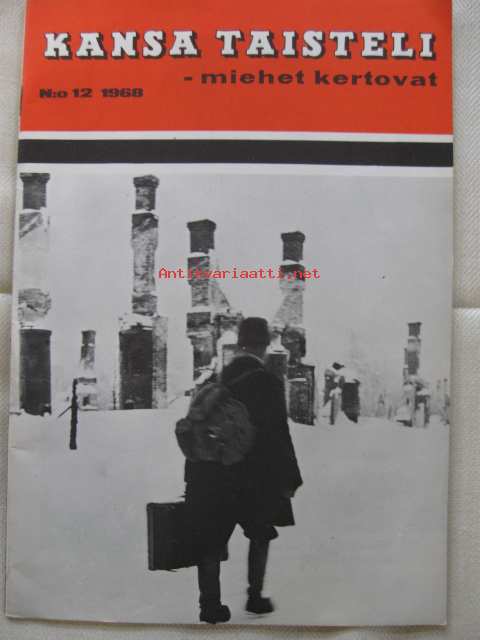 KANSA TAISTELI
- miehet kertovat
N:o 12 1968
Antikvariaatti.net